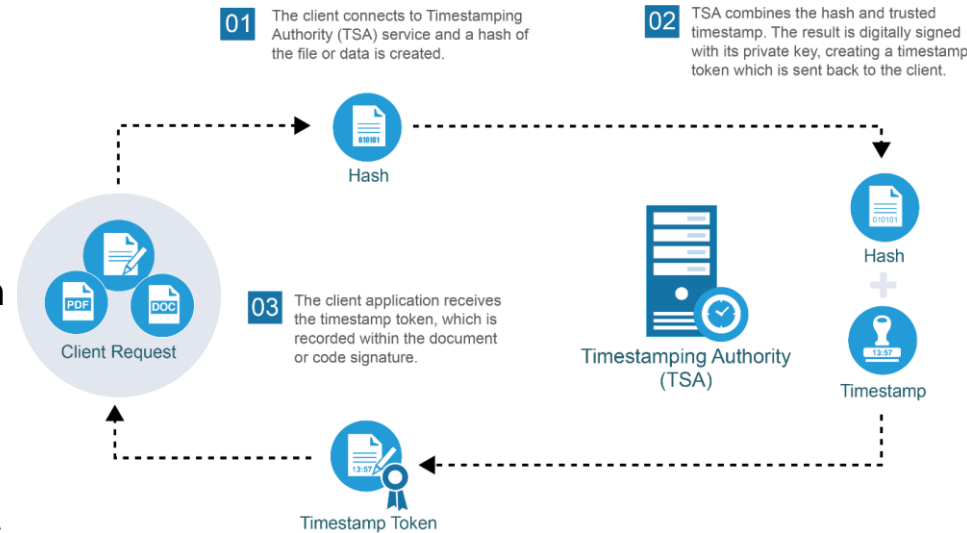 01
The client connects to Timestamping
Authority (TSA) service and a hash of
the file or data is created.
02
TSA combines the hash and trusted
timestamp. The result is digitally signed
with its private key, creating a timestamp
token which is sent back to the client.
010101
Hash
010101
Hash
n
PDF
DOC
Client Request
03
The client application receives
the timestamp token, which is
recorded within the document
or code signature.
Timestamping Authority
(TSA)
13:57
Timestamp
13:57
Timestamp Token